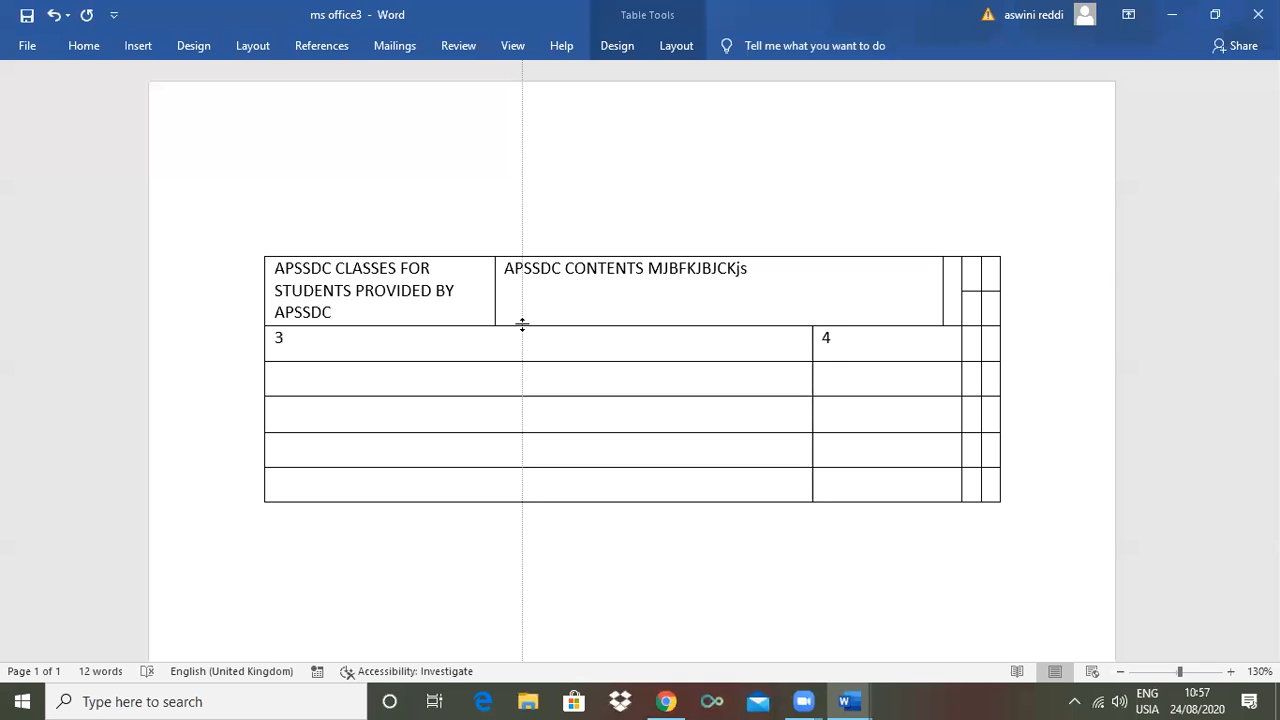 ms office3 - Word
Table Tools
aswini reddi
File Home Insert Design Layout References Mailings Review View Help Design Layout Tell me what you want to do Share
APSSDC CLASSES FOR
STUDENTS PROVIDED BY
APSSDC
APSSDC CONTENTS MJBFKJBJCKjs
3
4
Page 1 of 1 12 words English (United Kingdom) Accessibility: Investigate 130%
Type here to search
ENG
USIA
10:57
24/08/2020